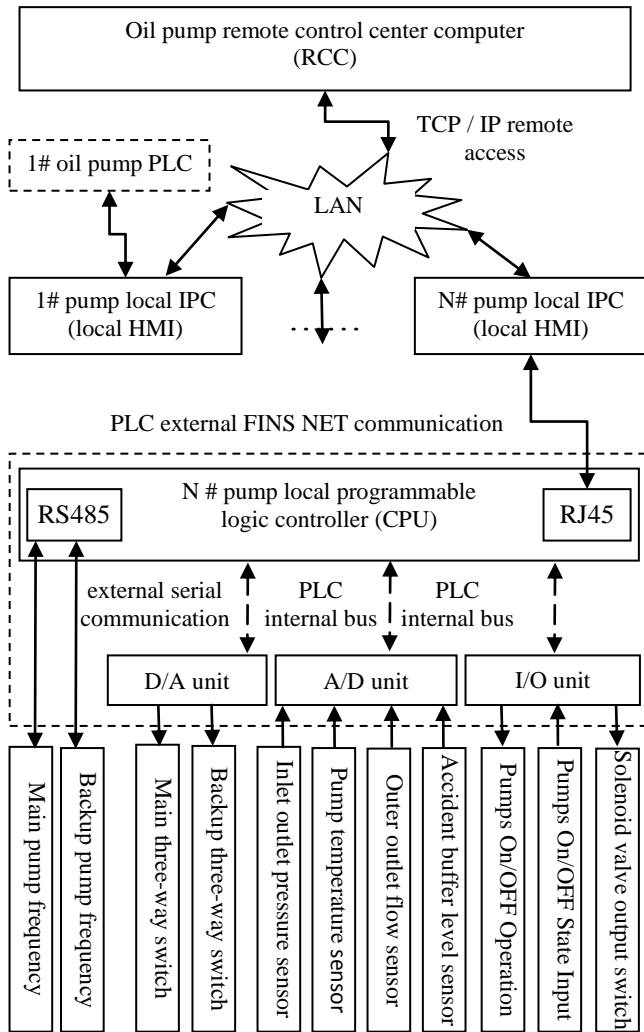 Oil pump remote control center computer
(RCC)
TCP / IP remote
access
1# oil pump PLC
LAN
1# pump local IPC
(local HMI)
......
N# pump local IPC
(local HMI)
PLC external FINS NET communication
RS485
N # pump local programmable
logic controller (CPU)
RJ45
external serial
communication
PLC
internal bus
PLC
internal bus
D/A unit
A/D unit
I/O unit
Main pump frequency
Backup pump frequency
Main three-way switch
Backup three-way switch
Inlet outlet pressure sensor
Pump temperature sensor
Outer outlet flow sensor
Accident buffer level sensor
Pumps On/OFF Operation
Pumps On/OFF State Input
Solenoid valve output switch